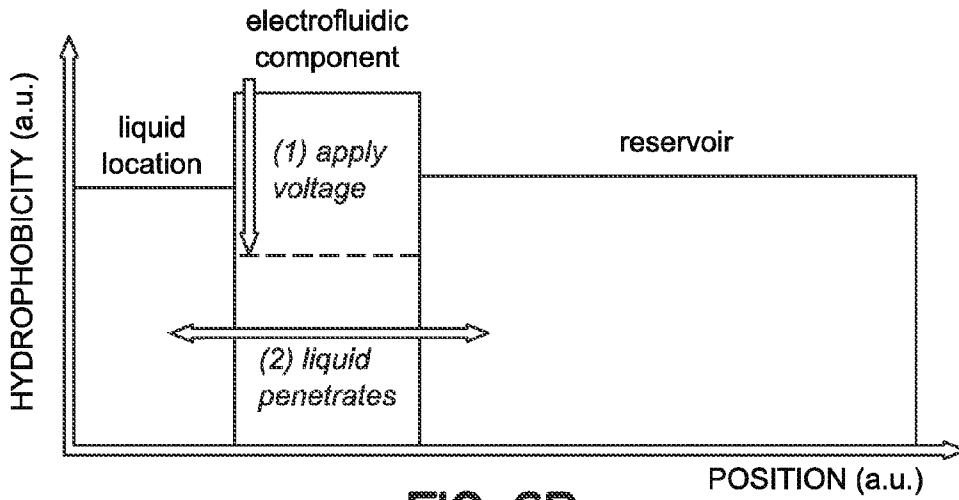 electrofluidic
component
HYDROPHOBICITY (a.u.)
liquid
location
(1) apply
voltage
reservoir
(2) liquid
penetrates
POSITION (a.u.)